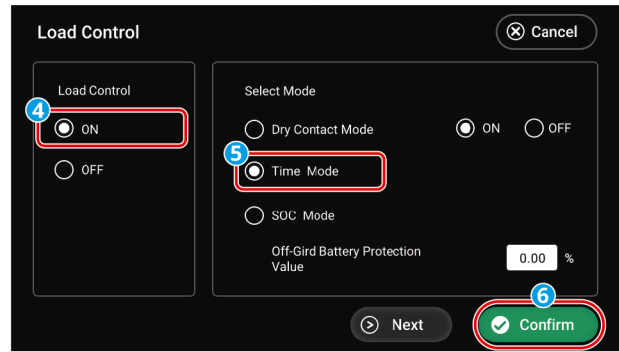 Load Control
Cancel
Load Control
4
ON
OFF
Select Mode
Dry Contact Mode
ON
OFF
5
Time Mode
SOC Mode
Off-Gird Battery Protection
Value
0.00 %
6
Next
Confirm